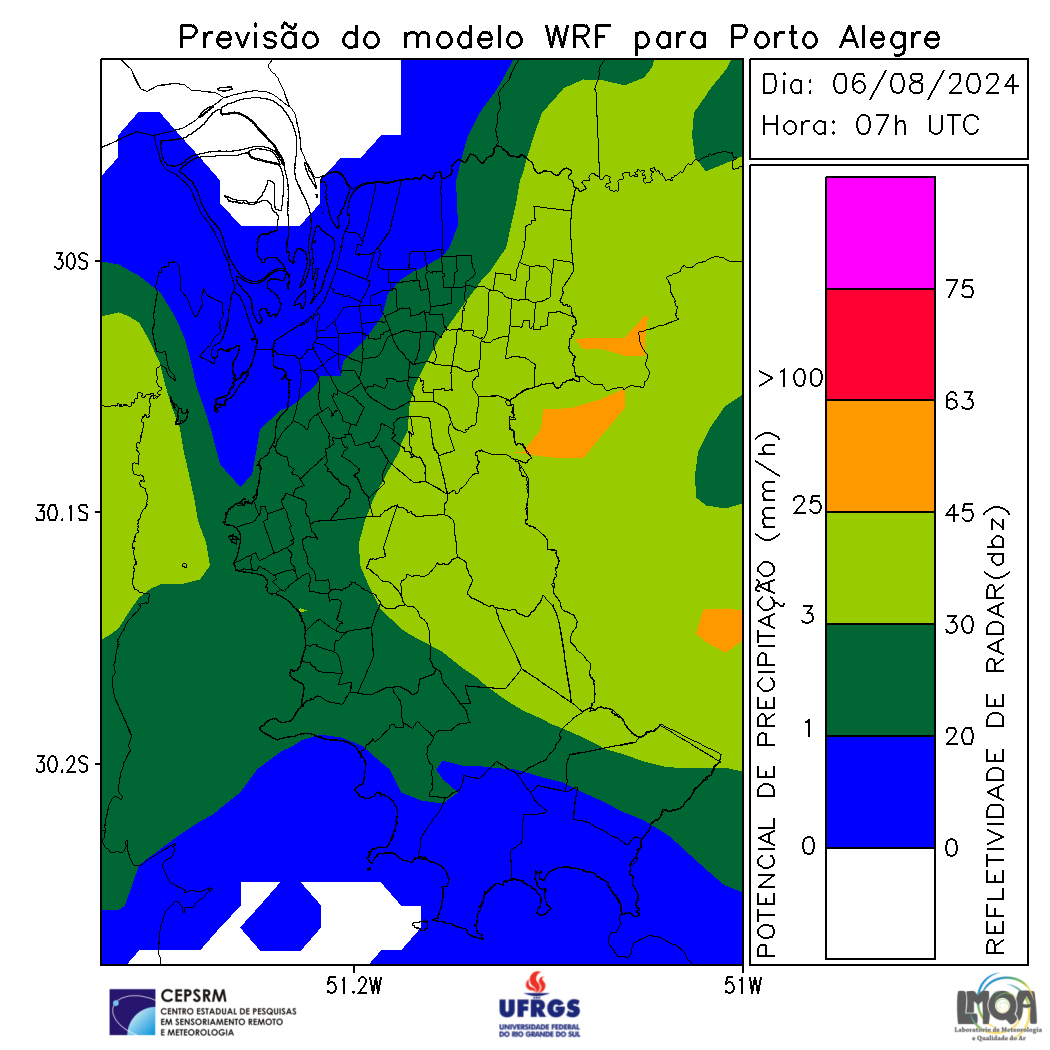 Previsão do modelo WRF para Porto Alegre
Dia: 06/08/2024
Hora: 07h UTC
30S
30.1S
30.2S
51.2W
51W
POTENCIAL DE PRECIPITAÇÃO (mm/h)
>100
25
3
1
0
75
63
45
30
20
0
REFLETIVIDADE DE RADAR(dbz)
CEPSRM
CENTRO ESTADUAL DE PESQUISAS
EM SENSORIAMENTO REMOTO
E METEOROLOGIA
UFRGS
UNIVERSIDADE FEDERAL
DO RIO GRANDE DO SUL
LMQA
Laboratório de Meteorologia
e Qualidade do Ar